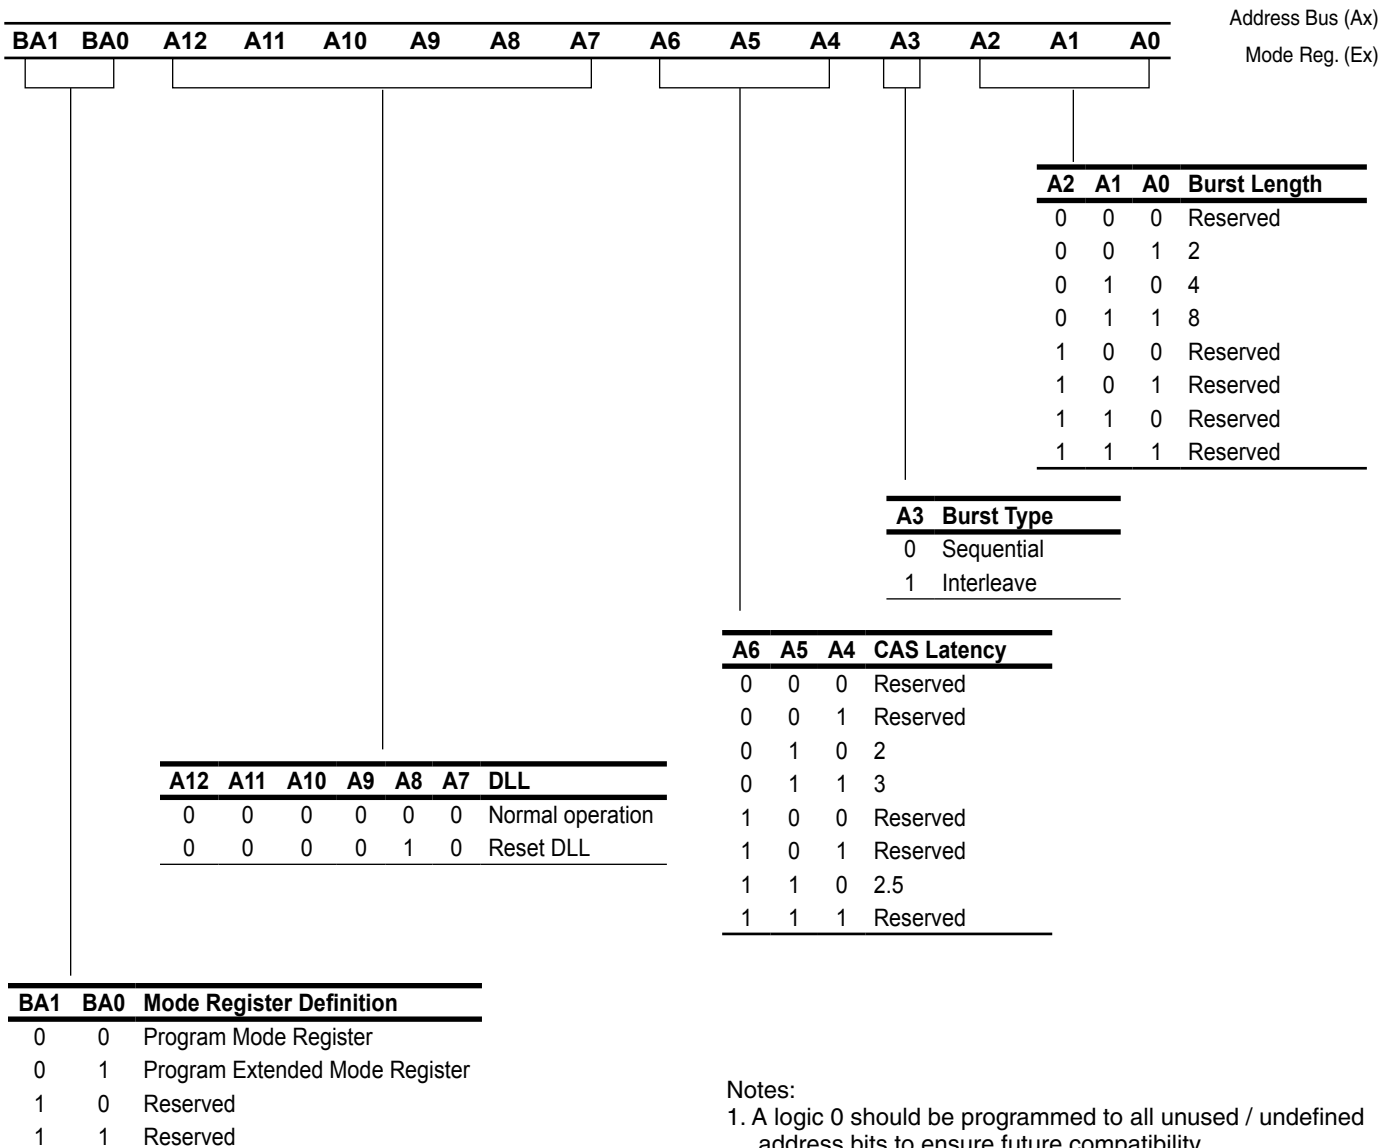 Address Bus (Ax)
BA1 BA0 A12 A11 A10 A9 A8 A7 A6 A5 A4 A3 A2 A1 A0
Mode Reg. (Ex)
A2 A1 A0 Burst Length
0 0 0 Reserved
0 0 1 2
0 1 0 4
0 1 1 8
1 0 0 Reserved
1 0 1 Reserved
1 1 0 Reserved
1 1 1 Reserved
A3 Burst Type
0 Sequential
1 Interleave
A6 A5 A4 CAS Latency
0 0 0 Reserved
0 0 1 Reserved
0 1 0 2
0 1 1 3
1 0 0 Reserved
1 0 1 Reserved
1 1 0 2.5
1 1 1 Reserved
A12 A11 A10 A9 A8 A7 DLL
0 0 0 0 0 0 Normal operation
0 0 0 0 1 0 Reset DLL
BA1 BA0 Mode Register Definition
0 0 Program Mode Register
0 1 Program Extended Mode Register
1 0 Reserved
1 1 Reserved
Notes:
1. A logic 0 should be programmed to all unused / undefined
address bits to ensure future compatibility